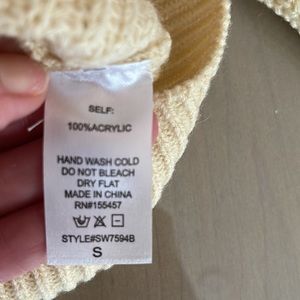 SELF:
100%ACRYLIC
HAND WASH COLD
DO NOT BLEACH
DRY FLAT
MADE IN CHINA
RN#155457
STYLE#SW7594B
S